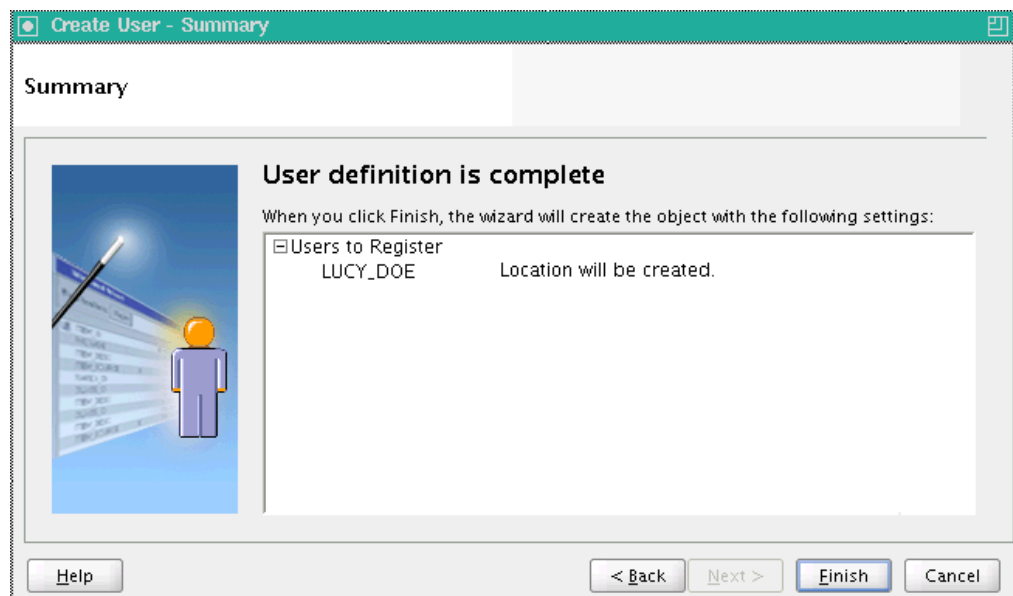 Create User - Summary
Summary
User definition is complete
When you click Finish, the wizard will create the object with the following settings:
Users to Register
LUCY_DOE Location will be created.
Help < Back Next > Finish Cancel